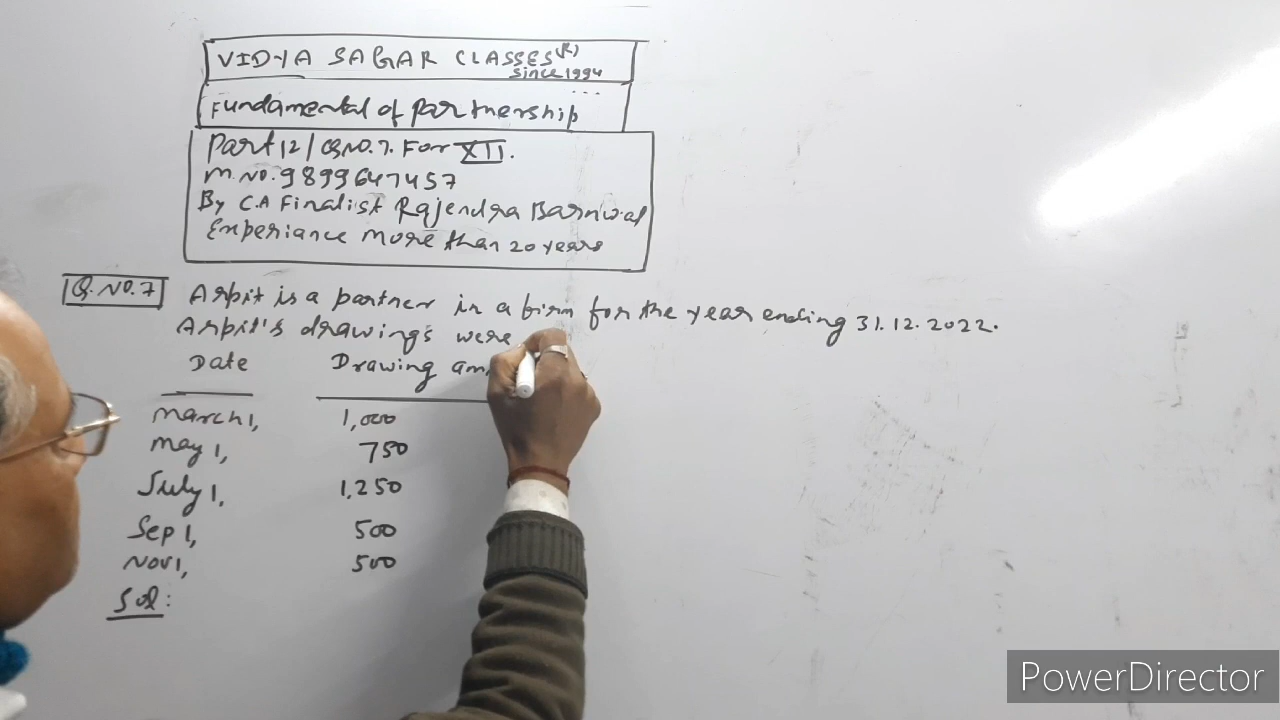 VIDYA SAGAR CLASSES (R)
Since 1994
Fundamental of Partnership
Part 12 / Q.NO.7. For XII.
M.NO. 9899647457
By C.A Finalist Rajendra Barnwal
Experiance More than 20 years
Q.NO.7 Arpit is a partner in a firm for the year ending 31.12.2022.
Arpit's drawings were
Date Drawing am
March 1, 1,000
May 1, 750
July 1, 1,250
Sep 1, 500
Nov 1, 500
Sol:
PowerDirector